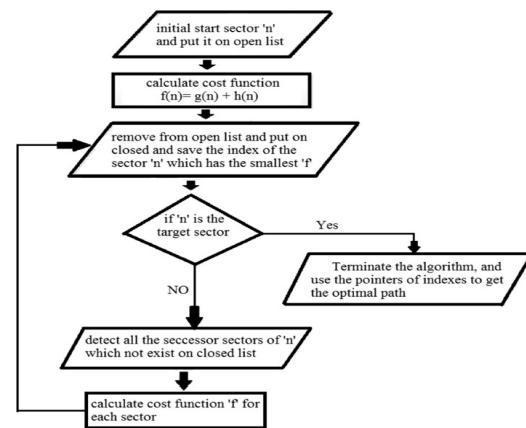 initial start sector 'n'
and put it on open list
calculate cost function
f(n)= g(n) + h(n)
remove from open list and put on
closed and save the index of the
sector 'n' which has the smallest 'f'
if 'n' is the
target sector
Yes
Terminate the algorithm, and
use the pointers of indexes to get
the optimal path
NO
detect all the seccessor sectors of 'n'
which not exist on closed list
calculate cost function 'f' for
each sector